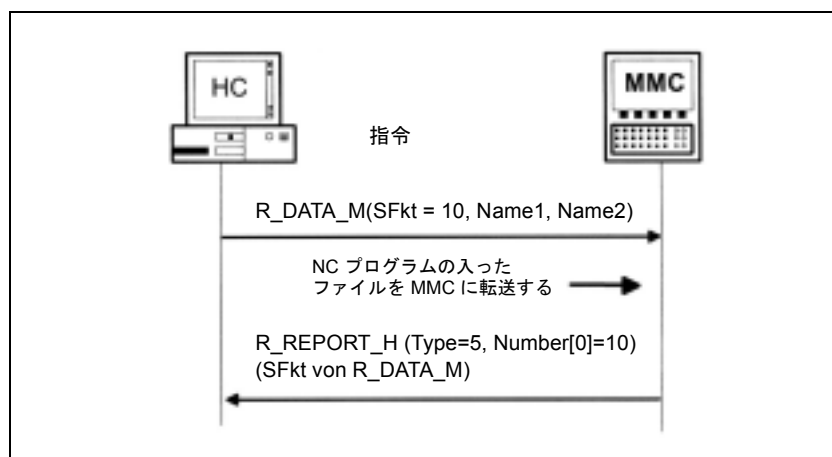 HC
MMC
指令
R_DATA_M(SFkt = 10, Name1, Name2)
NC プログラムの入った
ファイルを MMC に転送する
R_REPORT_H (Type=5, Number[0]=10)
(SFkt von R_DATA_M)